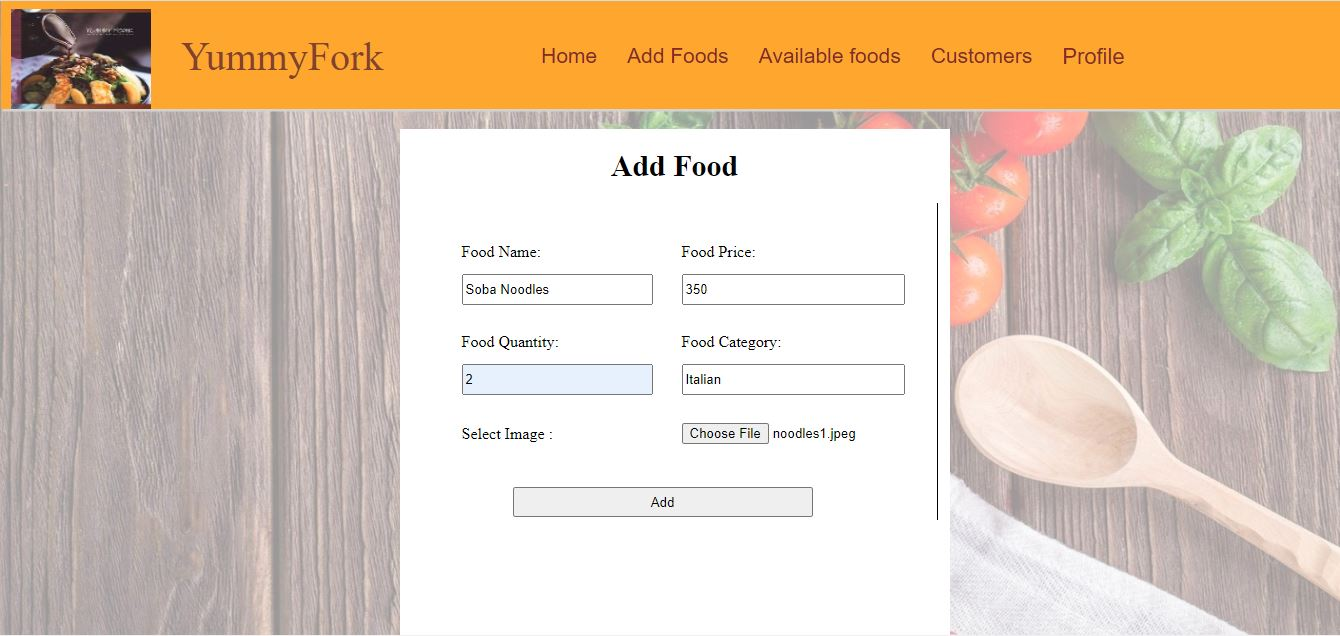 YummyFork
Home Add Foods Available foods Customers Profile
Add Food
Food Name: Food Price:
Soba Noodles 350
Food Quantity: Food Category:
2 Italian
Select Image : Choose File noodles1.jpeg
Add